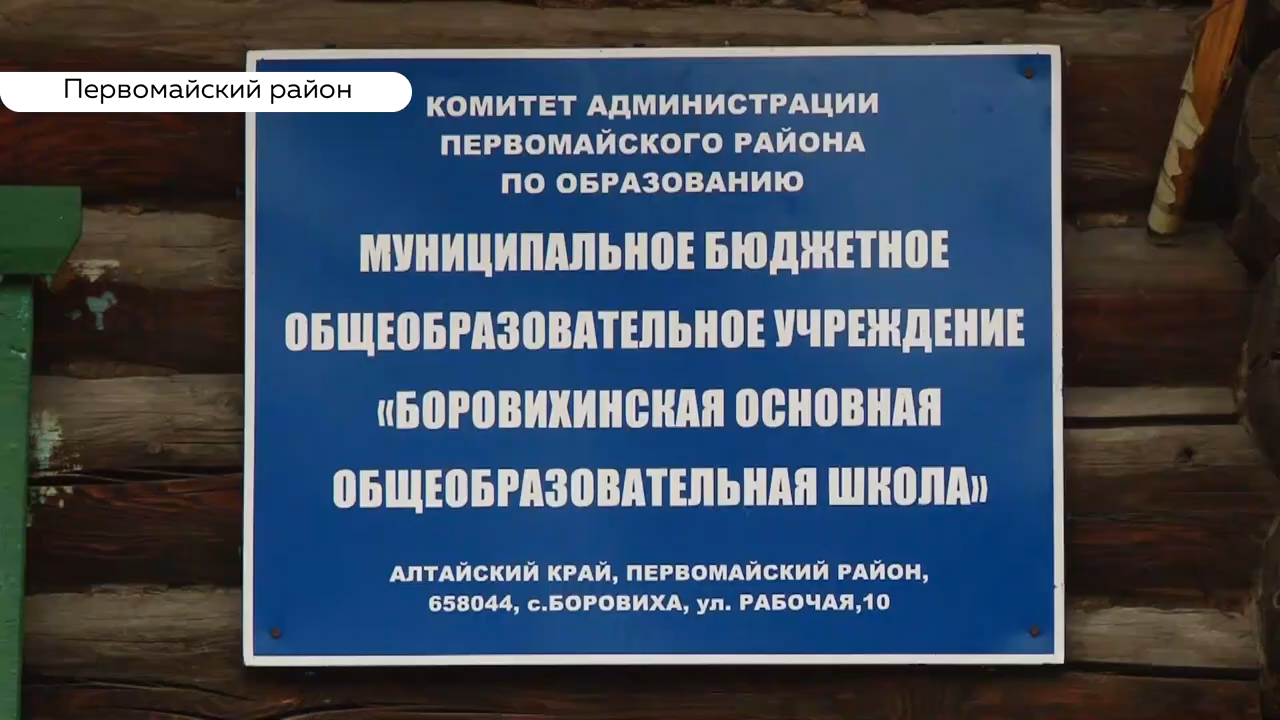 Первомайский район
КОМИТЕТ АДМИНИСТРАЦИИ
ПЕРВОМАЙСКОГО РАЙОНА
ПО ОБРАЗОВАНИЮ
МУНИЦИПАЛЬНОЕ БЮДЖЕТНОЕ
ОБЩЕОБРАЗОВАТЕЛЬНОЕ УЧРЕЖДЕНИЕ
«БОРОВИХИНСКАЯ ОСНОВНАЯ
ОБЩЕОБРАЗОВАТЕЛЬНАЯ ШКОЛА»
АЛТАЙСКИЙ КРАЙ, ПЕРВОМАЙСКИЙ РАЙОН,
658044, с.БОРОВИХА, ул. РАБОЧАЯ,10